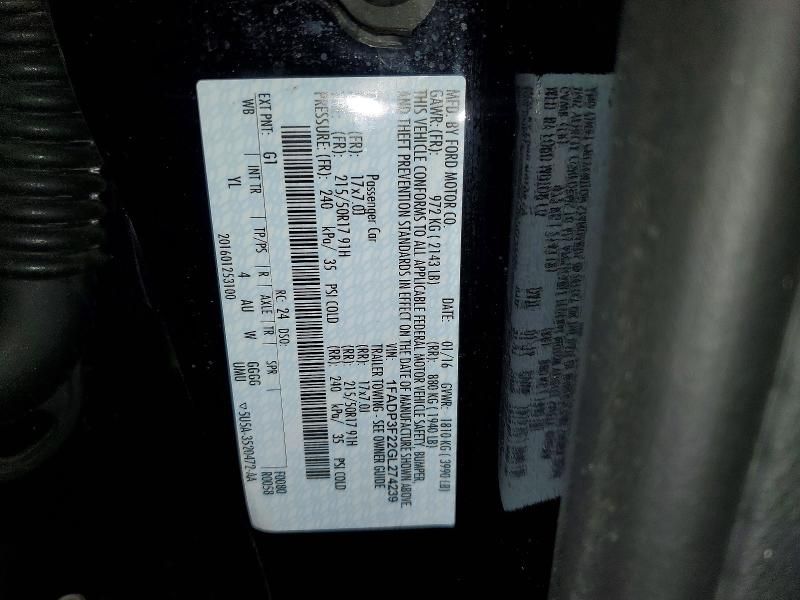 MFD. BY FORD MOTOR CO.
DATE: 01/16 GVWR: 1810 KG ( 3990 LB)
GAWR: (FR): 972 KG ( 2143 LB) (RR): 880 KG ( 1940 LB)
THIS VEHICLE CONFORMS TO ALL APPLICABLE FEDERAL MOTOR VEHICLE SAFETY, BUMPER,
AND THEFT PREVENTION STANDARDS IN EFFECT ON THE DATE OF MANUFACTURE SHOWN ABOVE.
VIN: 1FADP3F22GL274239
Passenger Car TRAILER TOWING - SEE OWNER GUIDE
(FR): 17x7.0J (RR): 17x7.0J
(FR): 215/50R17 91H (RR): 215/50R17 91H
PRESSURE: (FR): 240 kPa/ 35 PSI COLD (RR): 240 kPa/ 35 PSI COLD
RC: 24 DSO: F0080
EXT PNT: G1 R0058
WB INT TR TP/PS R AXLE TR SPR
YL 4 AU W GGGG
201601253100 UMU ▽5U5A-3520472-AA